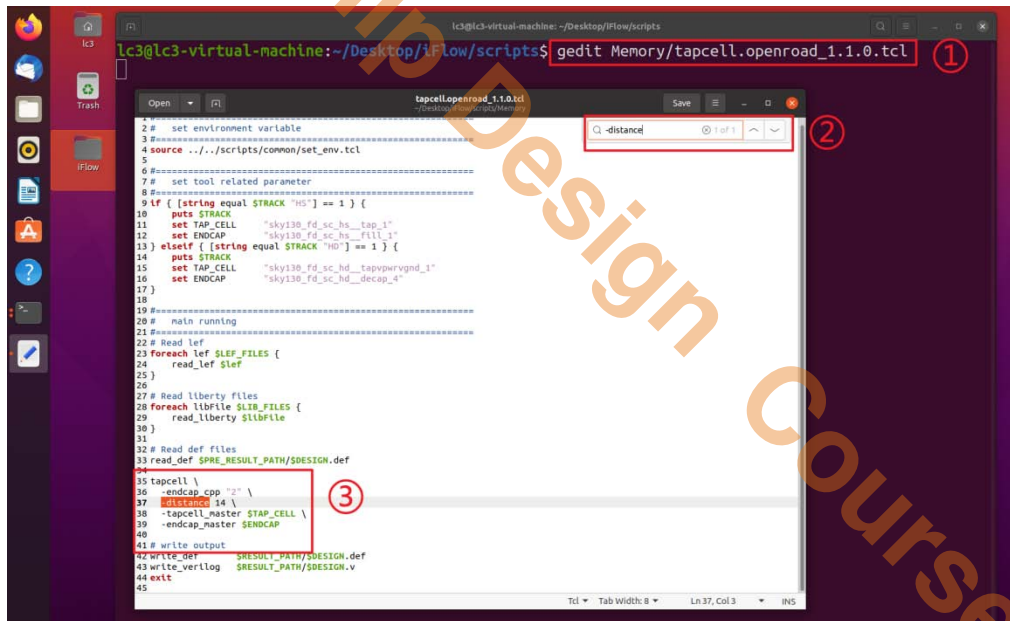 lc3@lc3-virtual-machine: ~/Desktop/iFlow/scripts
lc3
Trash
iFlow
lc3@lc3-virtual-machine:~/Desktop/iFlow/scripts$ gedit Memory/tapcell.openroad_1.1.0.tcl
①
Open
tapcell.openroad_1.1.0.tcl
~/Desktop/iFlow/scripts/Memory
Save
-distance
1 of 1
②
1 #===========================================================
2 #   set environment variable
3 #===========================================================
4 source ../../scripts/common/set_env.tcl
5
6 #===========================================================
7 #   set tool related parameter
8 #===========================================================
9 if { [string equal $TRACK "HS"] == 1 } {
10     puts $TRACK
11     set TAP_CELL     "sky130_fd_sc_hs__tap_1"
12     set ENDCAP       "sky130_fd_sc_hs__fill_1"
13 } elseif { [string equal $TRACK "HD"] == 1 } {
14     puts $TRACK
15     set TAP_CELL     "sky130_fd_sc_hd__tapvpwrvgnd_1"
16     set ENDCAP       "sky130_fd_sc_hd__decap_4"
17 }
18
19 #===========================================================
20 #   main running
21 #===========================================================
22 # Read lef
23 foreach lef $LEF_FILES {
24     read_lef $lef
25 }
26
27 # Read liberty files
28 foreach libFile $LIB_FILES {
29     read_liberty $libFile
30 }
31
32 # Read def files
33 read_def $PRE_RESULT_PATH/$DESIGN.def
34
35 tapcell \
36   -endcap_cpp "2" \
37   -distance 14 \
38   -tapcell_master $TAP_CELL \
39   -endcap_master $ENDCAP
40
41 # write output
42 write_def       $RESULT_PATH/$DESIGN.def
43 write_verilog   $RESULT_PATH/$DESIGN.v
44 exit
45
③
Tcl
Tab Width: 8
Ln 37, Col 3
INS
Design Course